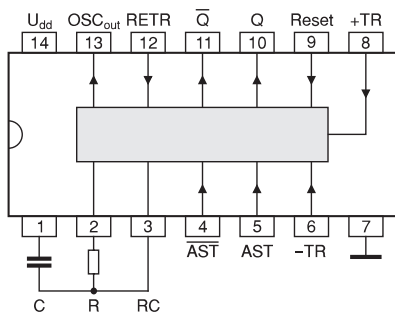 U_dd OSC_out RETR Q̅ Q Reset +TR
14 13 12 11 10 9 8
1 2 3 4 5 6 7
A̅S̅T̅ AST −TR
C R RC